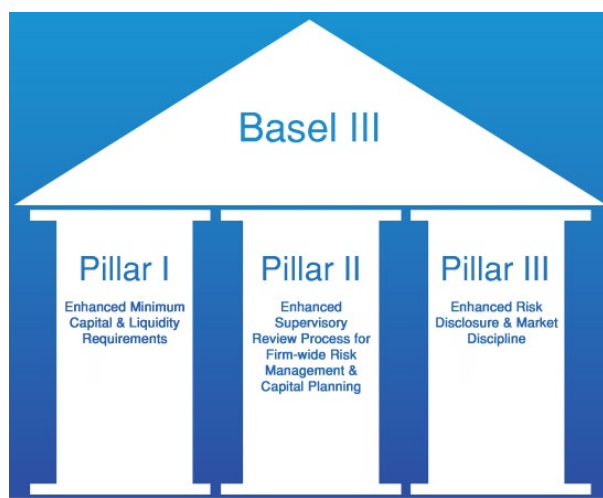 Basel III
Pillar I
Enhanced Minimum
Capital & Liquidity
Requirements
Pillar II
Enhanced
Supervisory
Review Process for
Firm-wide Risk
Management &
Capital Planning
Pillar III
Enhanced Risk
Disclosure & Market
Discipline